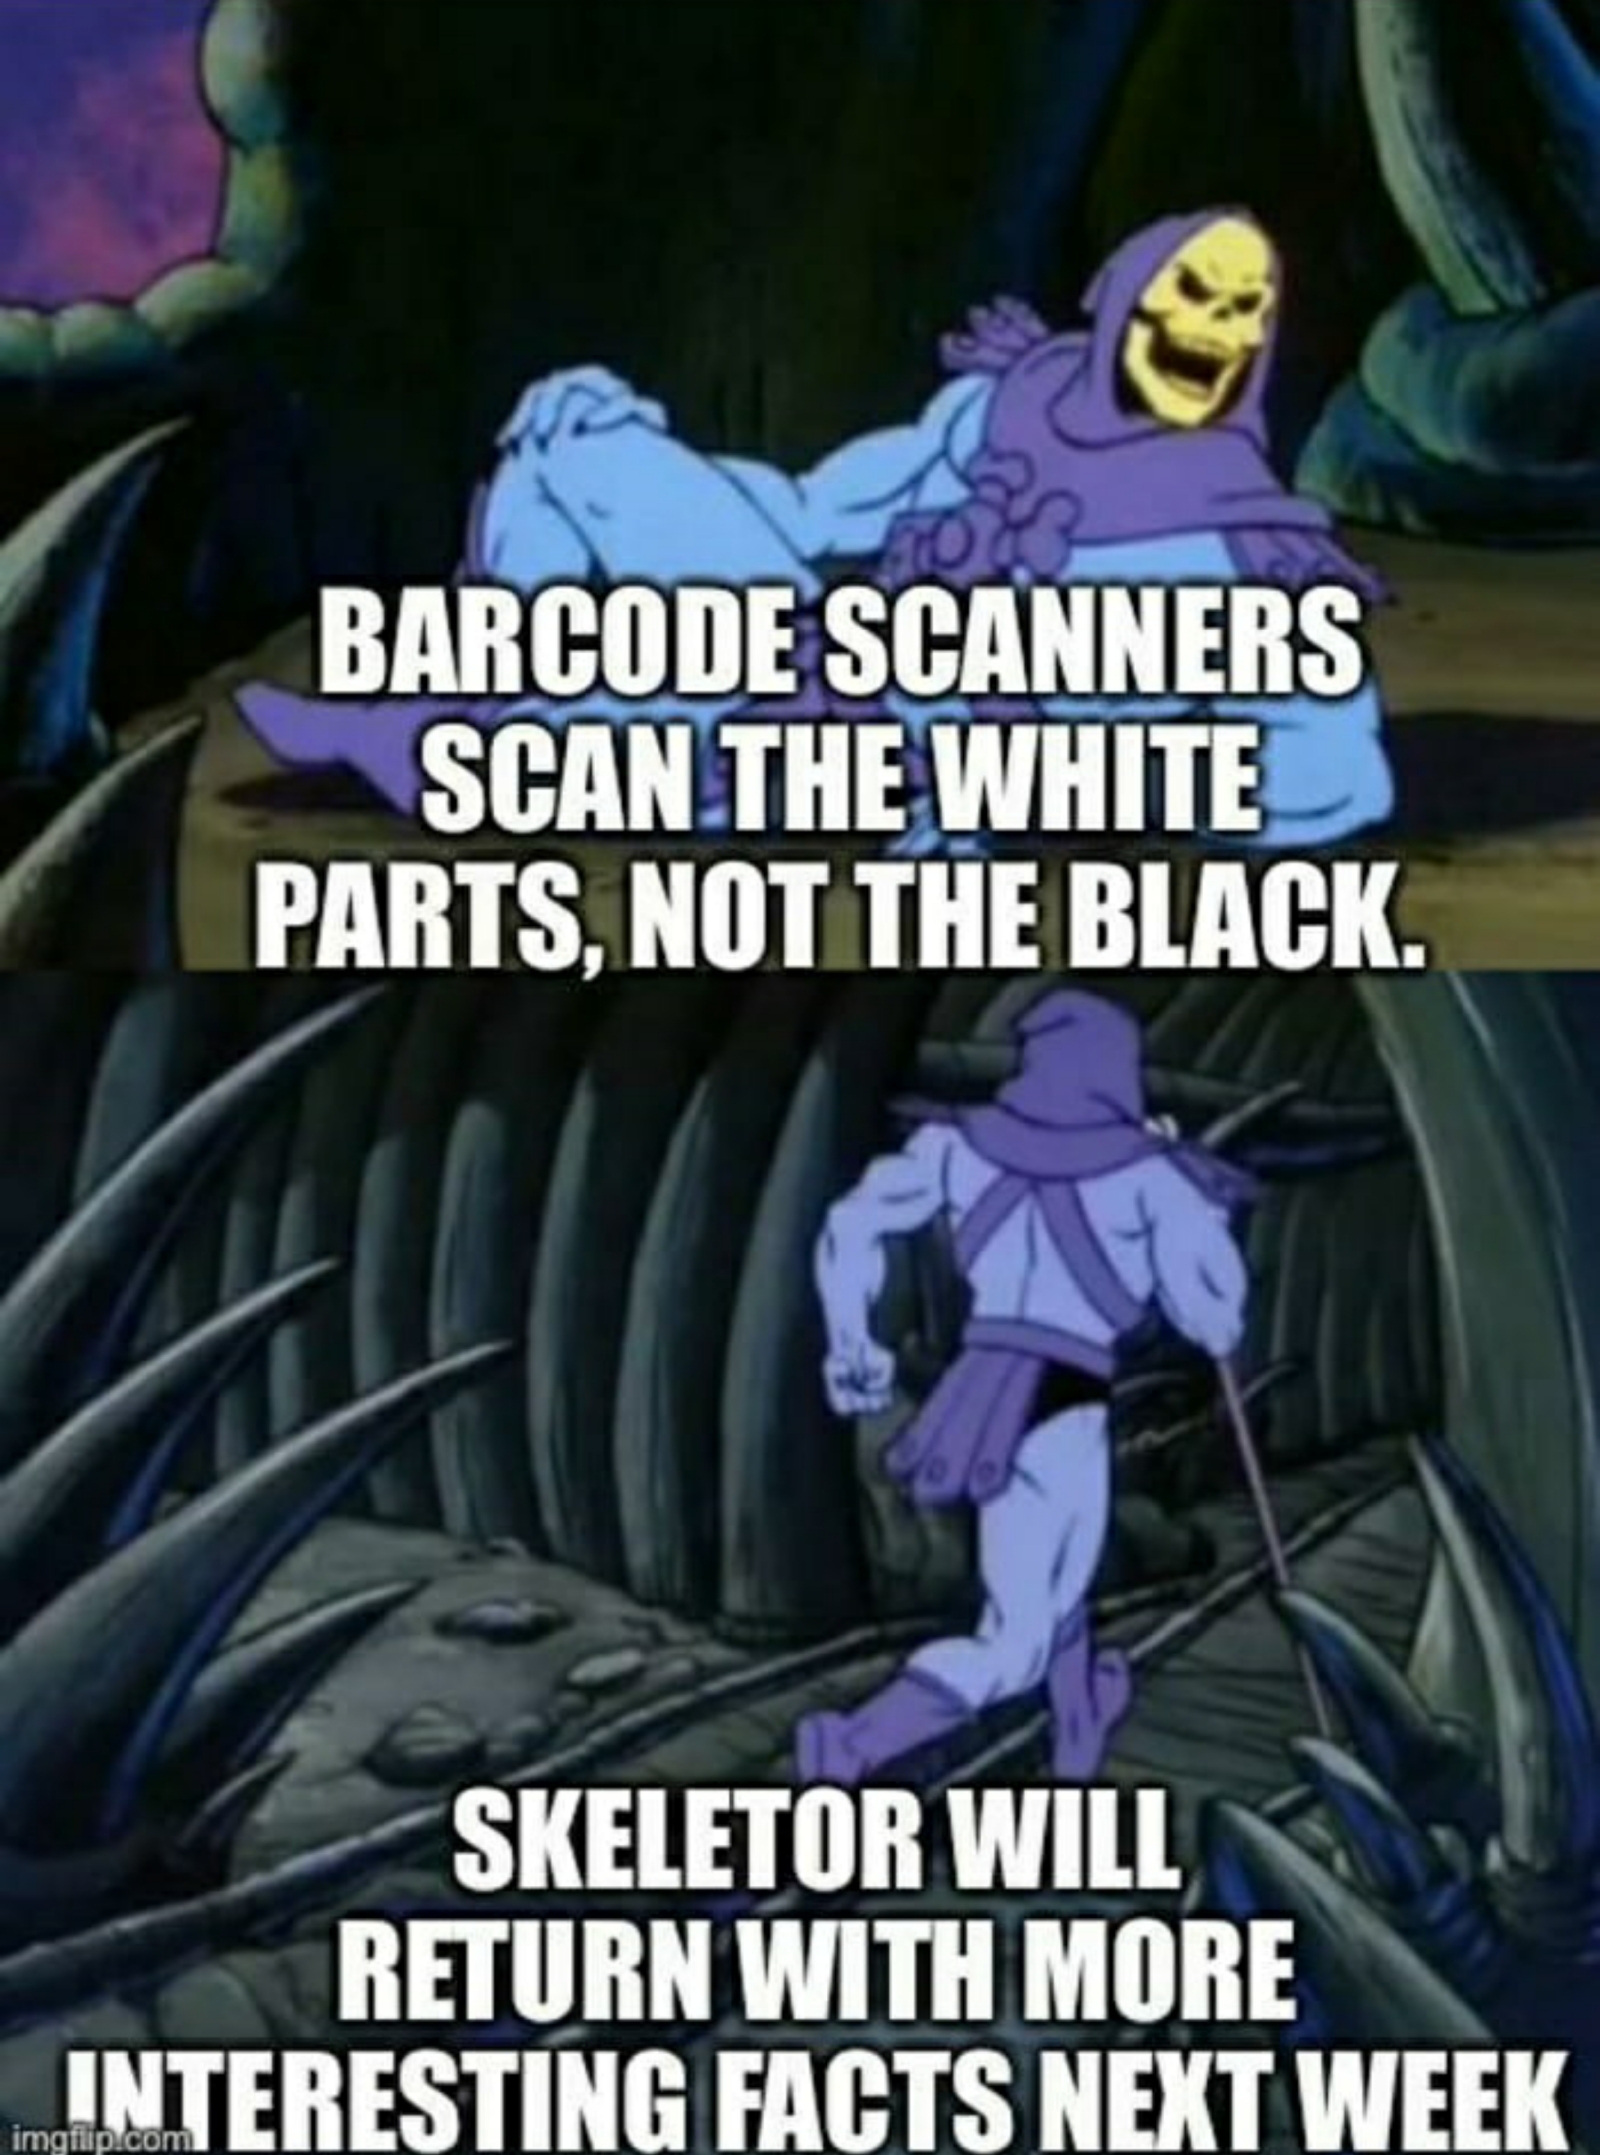 BARCODE SCANNERS
SCAN THE WHITE
PARTS, NOT THE BLACK.
SKELETOR WILL
RETURN WITH MORE
INTERESTING FACTS NEXT WEEK
imgflip.com